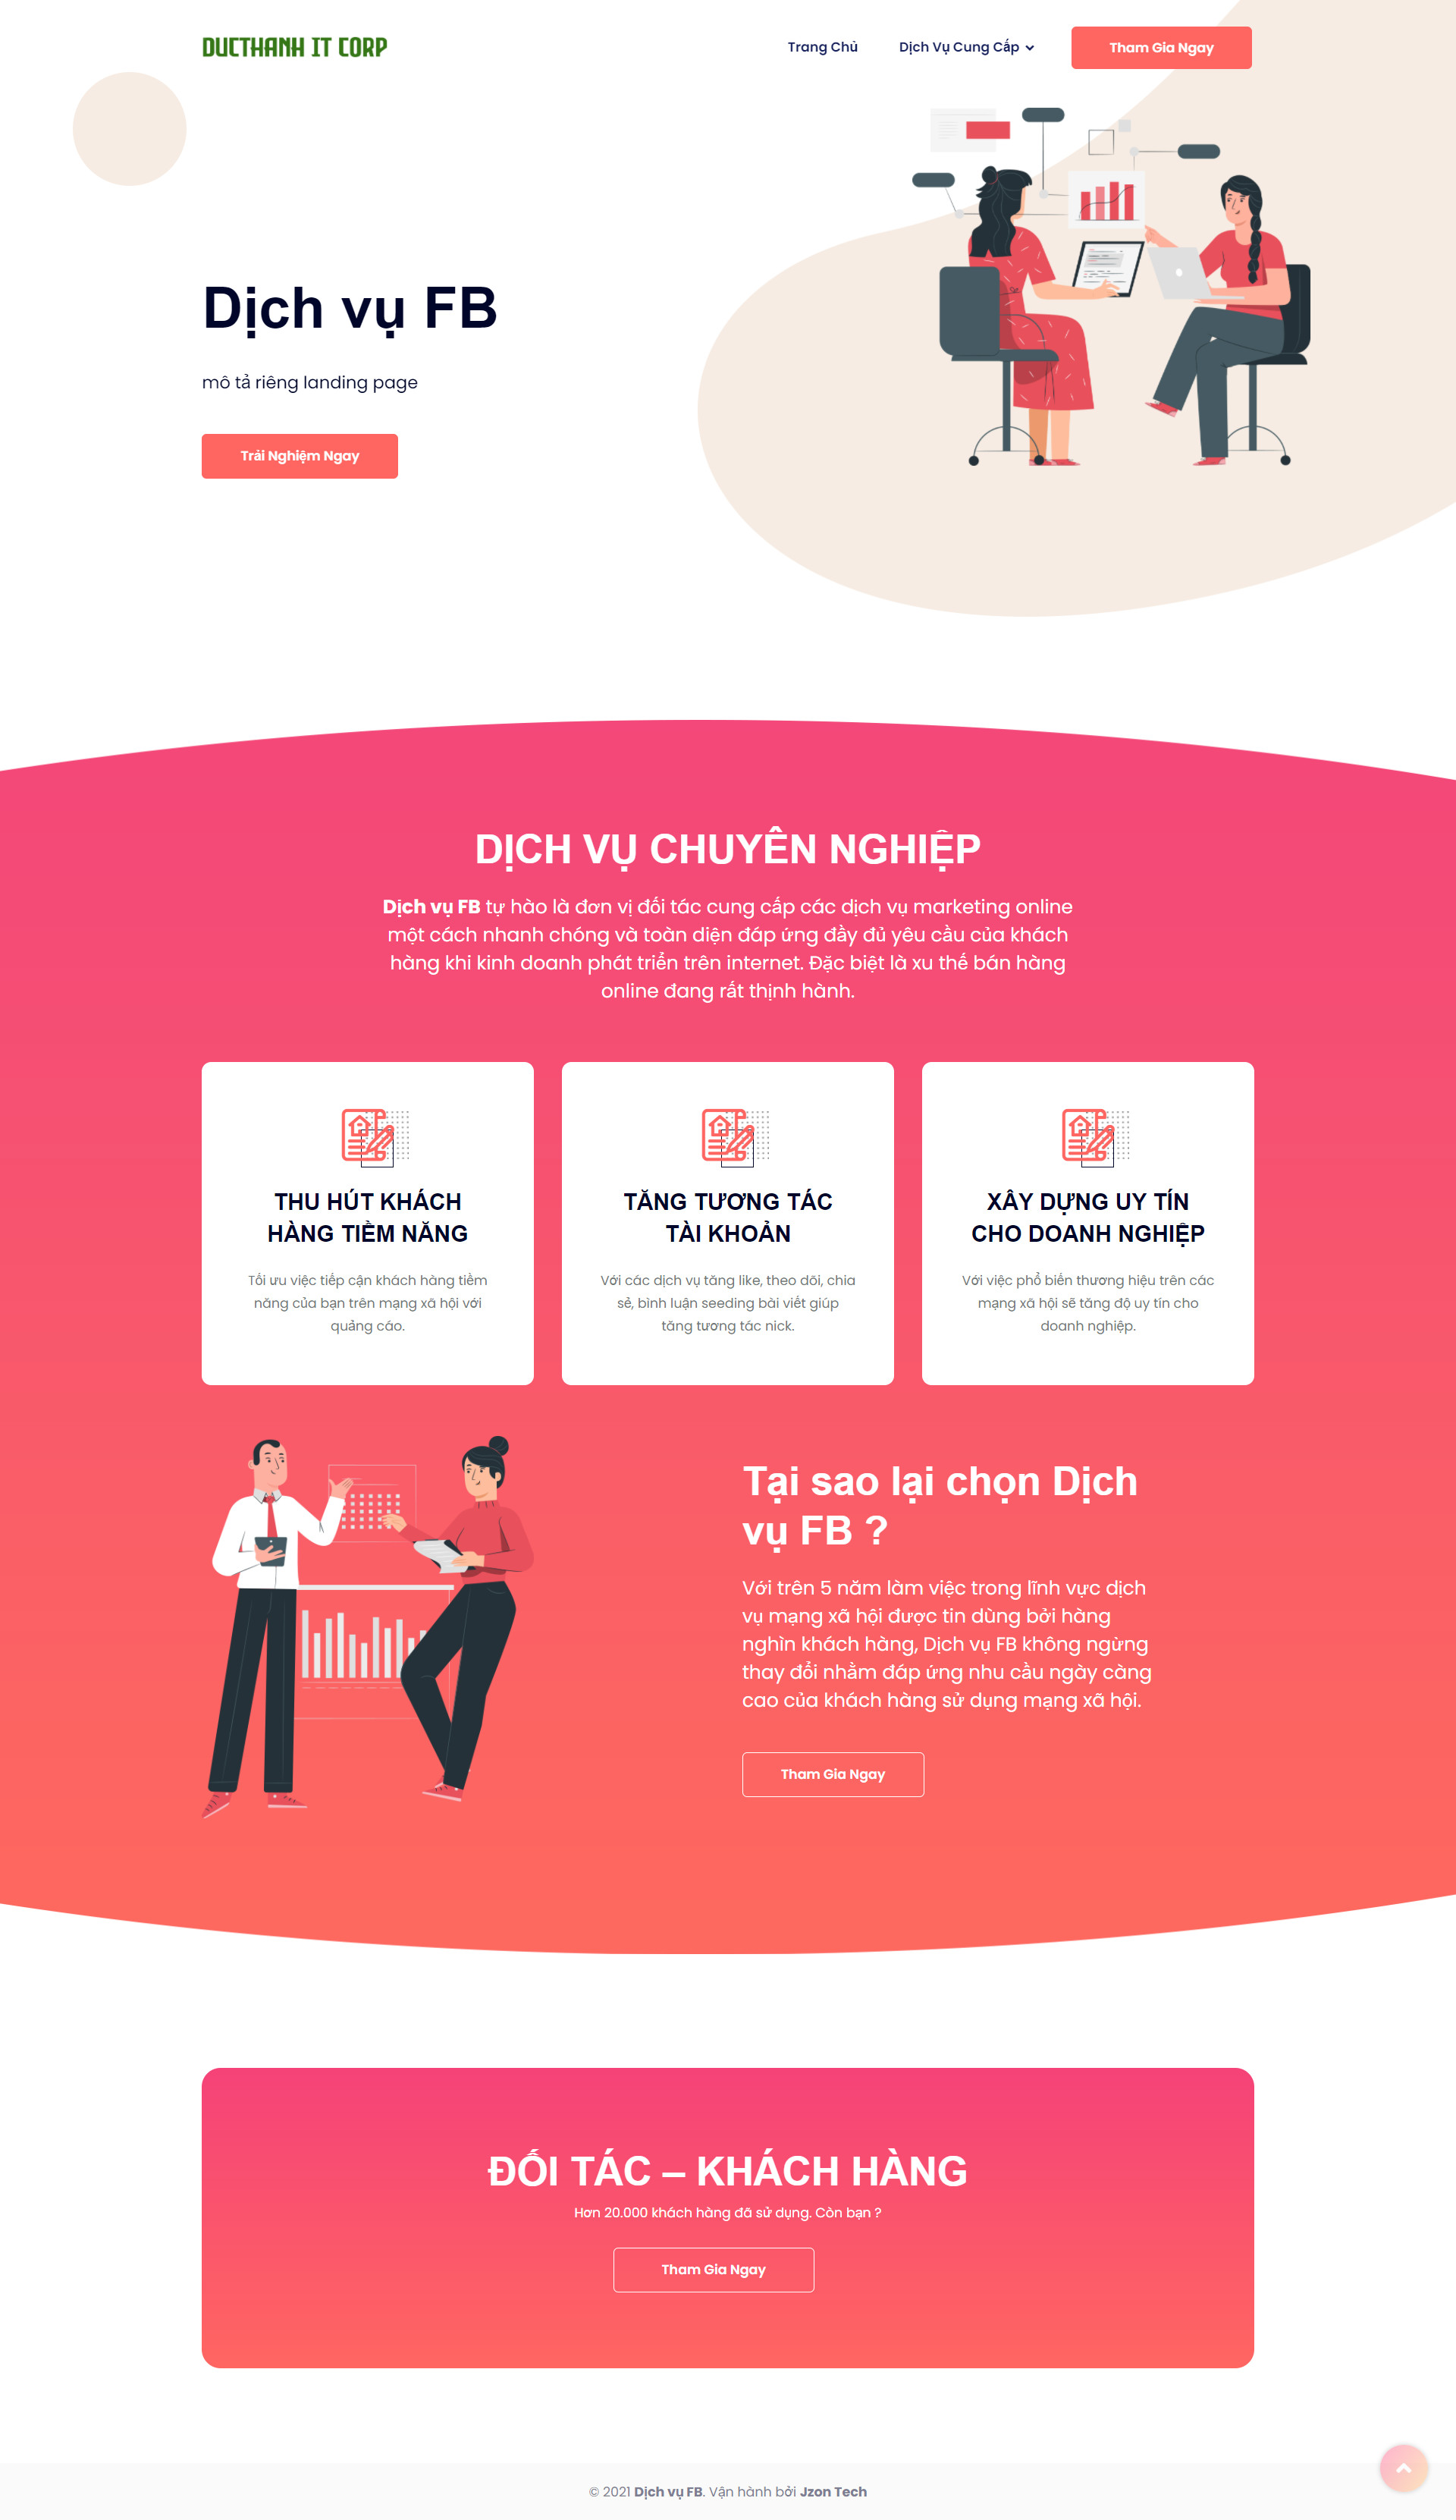 DUCTHANH IT CORP
Trang Chủ
Dịch Vụ Cung Cấp
Tham Gia Ngay
Dịch vụ FB
mô tả riêng landing page
Trải Nghiệm Ngay
DỊCH VỤ CHUYÊN NGHIỆP
Dịch vụ FB tự hào là đơn vị đối tác cung cấp các dịch vụ marketing online
một cách nhanh chóng và toàn diện đáp ứng đầy đủ yêu cầu của khách
hàng khi kinh doanh phát triển trên internet. Đặc biệt là xu thế bán hàng
online đang rất thịnh hành.
THU HÚT KHÁCH
HÀNG TIỀM NĂNG
Tối ưu việc tiếp cận khách hàng tiềm
năng của bạn trên mạng xã hội với
quảng cáo.
TĂNG TƯƠNG TÁC
TÀI KHOẢN
Với các dịch vụ tăng like, theo dõi, chia
sẻ, bình luận seeding bài viết giúp
tăng tương tác nick.
XÂY DỰNG UY TÍN
CHO DOANH NGHIỆP
Với việc phổ biến thương hiệu trên các
mạng xã hội sẽ tăng độ uy tín cho
doanh nghiệp.
Tại sao lại chọn Dịch
vụ FB ?
Với trên 5 năm làm việc trong lĩnh vực dịch
vụ mạng xã hội được tin dùng bởi hàng
nghìn khách hàng, Dịch vụ FB không ngừng
thay đổi nhằm đáp ứng nhu cầu ngày càng
cao của khách hàng sử dụng mạng xã hội.
Tham Gia Ngay
ĐỐI TÁC – KHÁCH HÀNG
Hơn 20.000 khách hàng đã sử dụng. Còn bạn ?
Tham Gia Ngay
© 2021 Dịch vụ FB. Vận hành bởi Jzon Tech